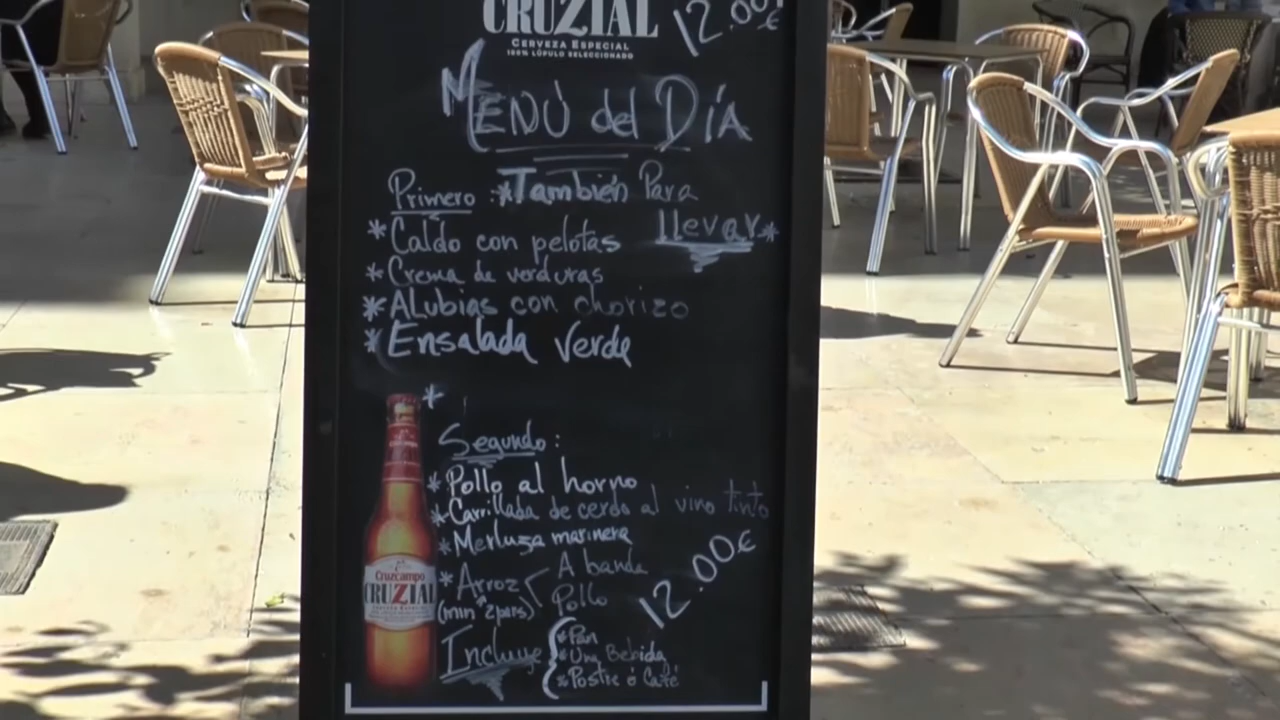 CRUZIAL
CERVEZA ESPECIAL
100% LÚPULO SELECCIONADO
12.00€
MENÚ del DÍA
Primero : *También Para
llevar*
*Caldo con pelotas
*Crema de verduras
*ALubias con chorizo
*Ensalada verde
*
Segundo :
*Pollo al horno
*Carrillada de cerdo al vino tinto
*Merluza marinera
*Arroz A banda
(min 2pers) Pollo
12.00€
Incluye *Pan
*Una Bebida
*Postre ó Café
Cruzcampo
CRUZIAL